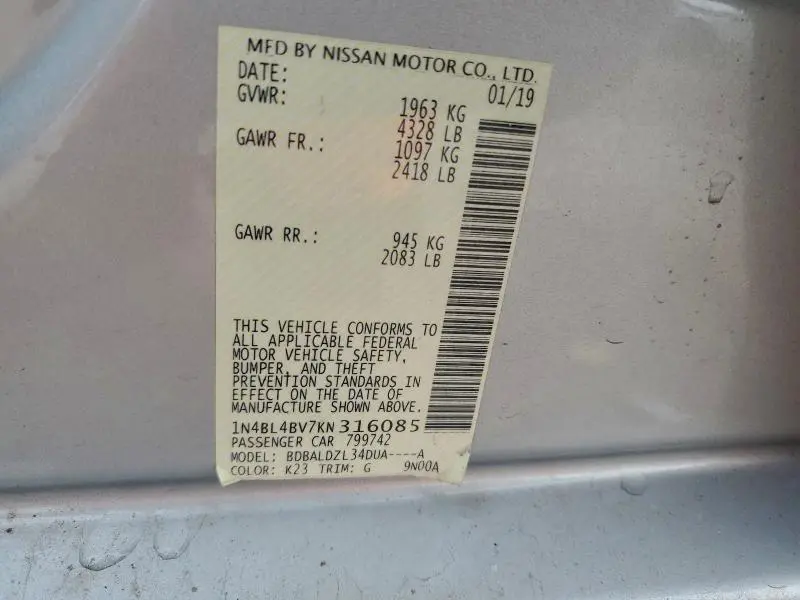 MFD BY NISSAN MOTOR CO., LTD.
DATE: 01/19
GVWR: 1963 KG
4328 LB
GAWR FR.: 1097 KG
2418 LB
GAWR RR.: 945 KG
2083 LB
THIS VEHICLE CONFORMS TO
ALL APPLICABLE FEDERAL
MOTOR VEHICLE SAFETY,
BUMPER, AND THEFT
PREVENTION STANDARDS IN
EFFECT ON THE DATE OF
MANUFACTURE SHOWN ABOVE.
1N4BL4BV7KN316085
PASSENGER CAR 799742
MODEL: BDBALDZL34DUA----A
COLOR: K23 TRIM: G 9N00A